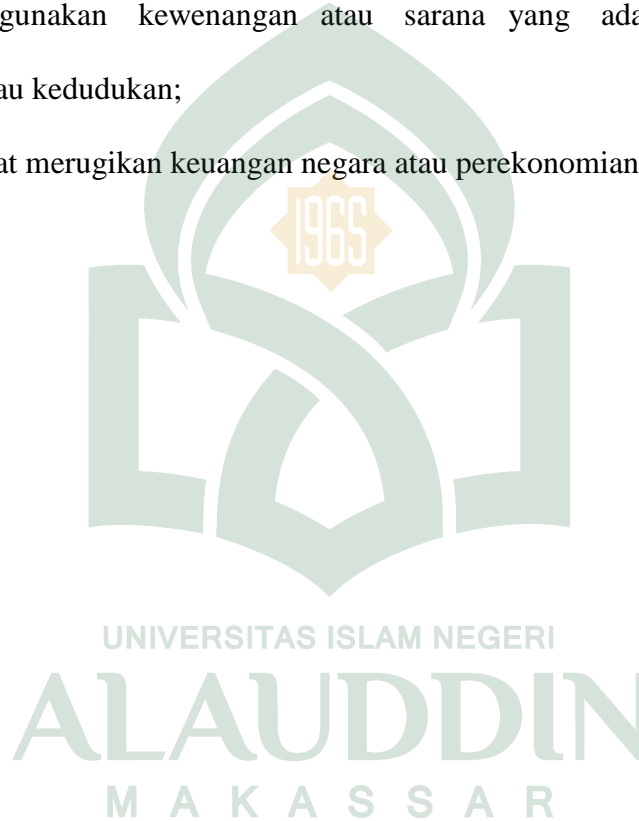 gunakan kewenangan atau sarana yang ada
au kedudukan;
at merugikan keuangan negara atau perekonomian
1965
UNIVERSITAS ISLAM NEGERI
ALAUDDIN
MAKASSAR